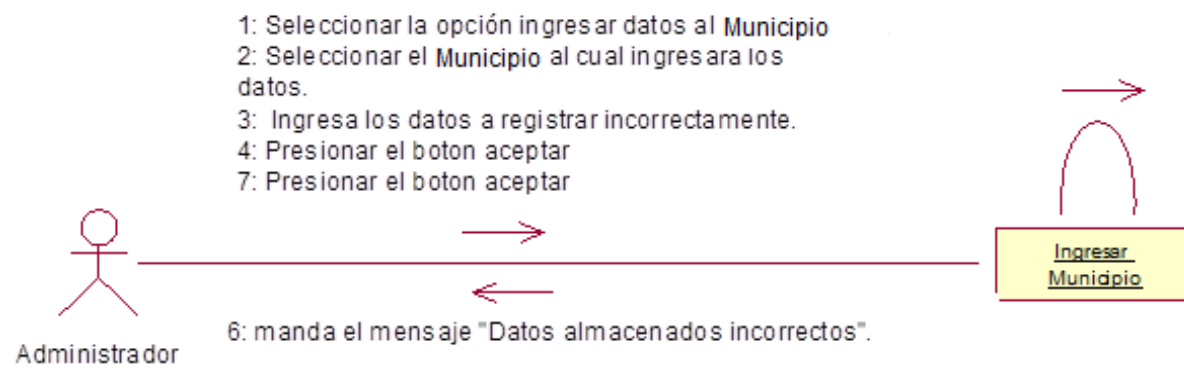 1: Seleccionar la opción ingresar datos al Municipio
2: Seleccionar el Municipio al cual ingresara los
datos.
3: Ingresa los datos a registrar incorrectamente.
4: Presionar el boton aceptar
7: Presionar el boton aceptar
Ingresar
Municipio
6: manda el mensaje "Datos almacenados incorrectos".
Administrador